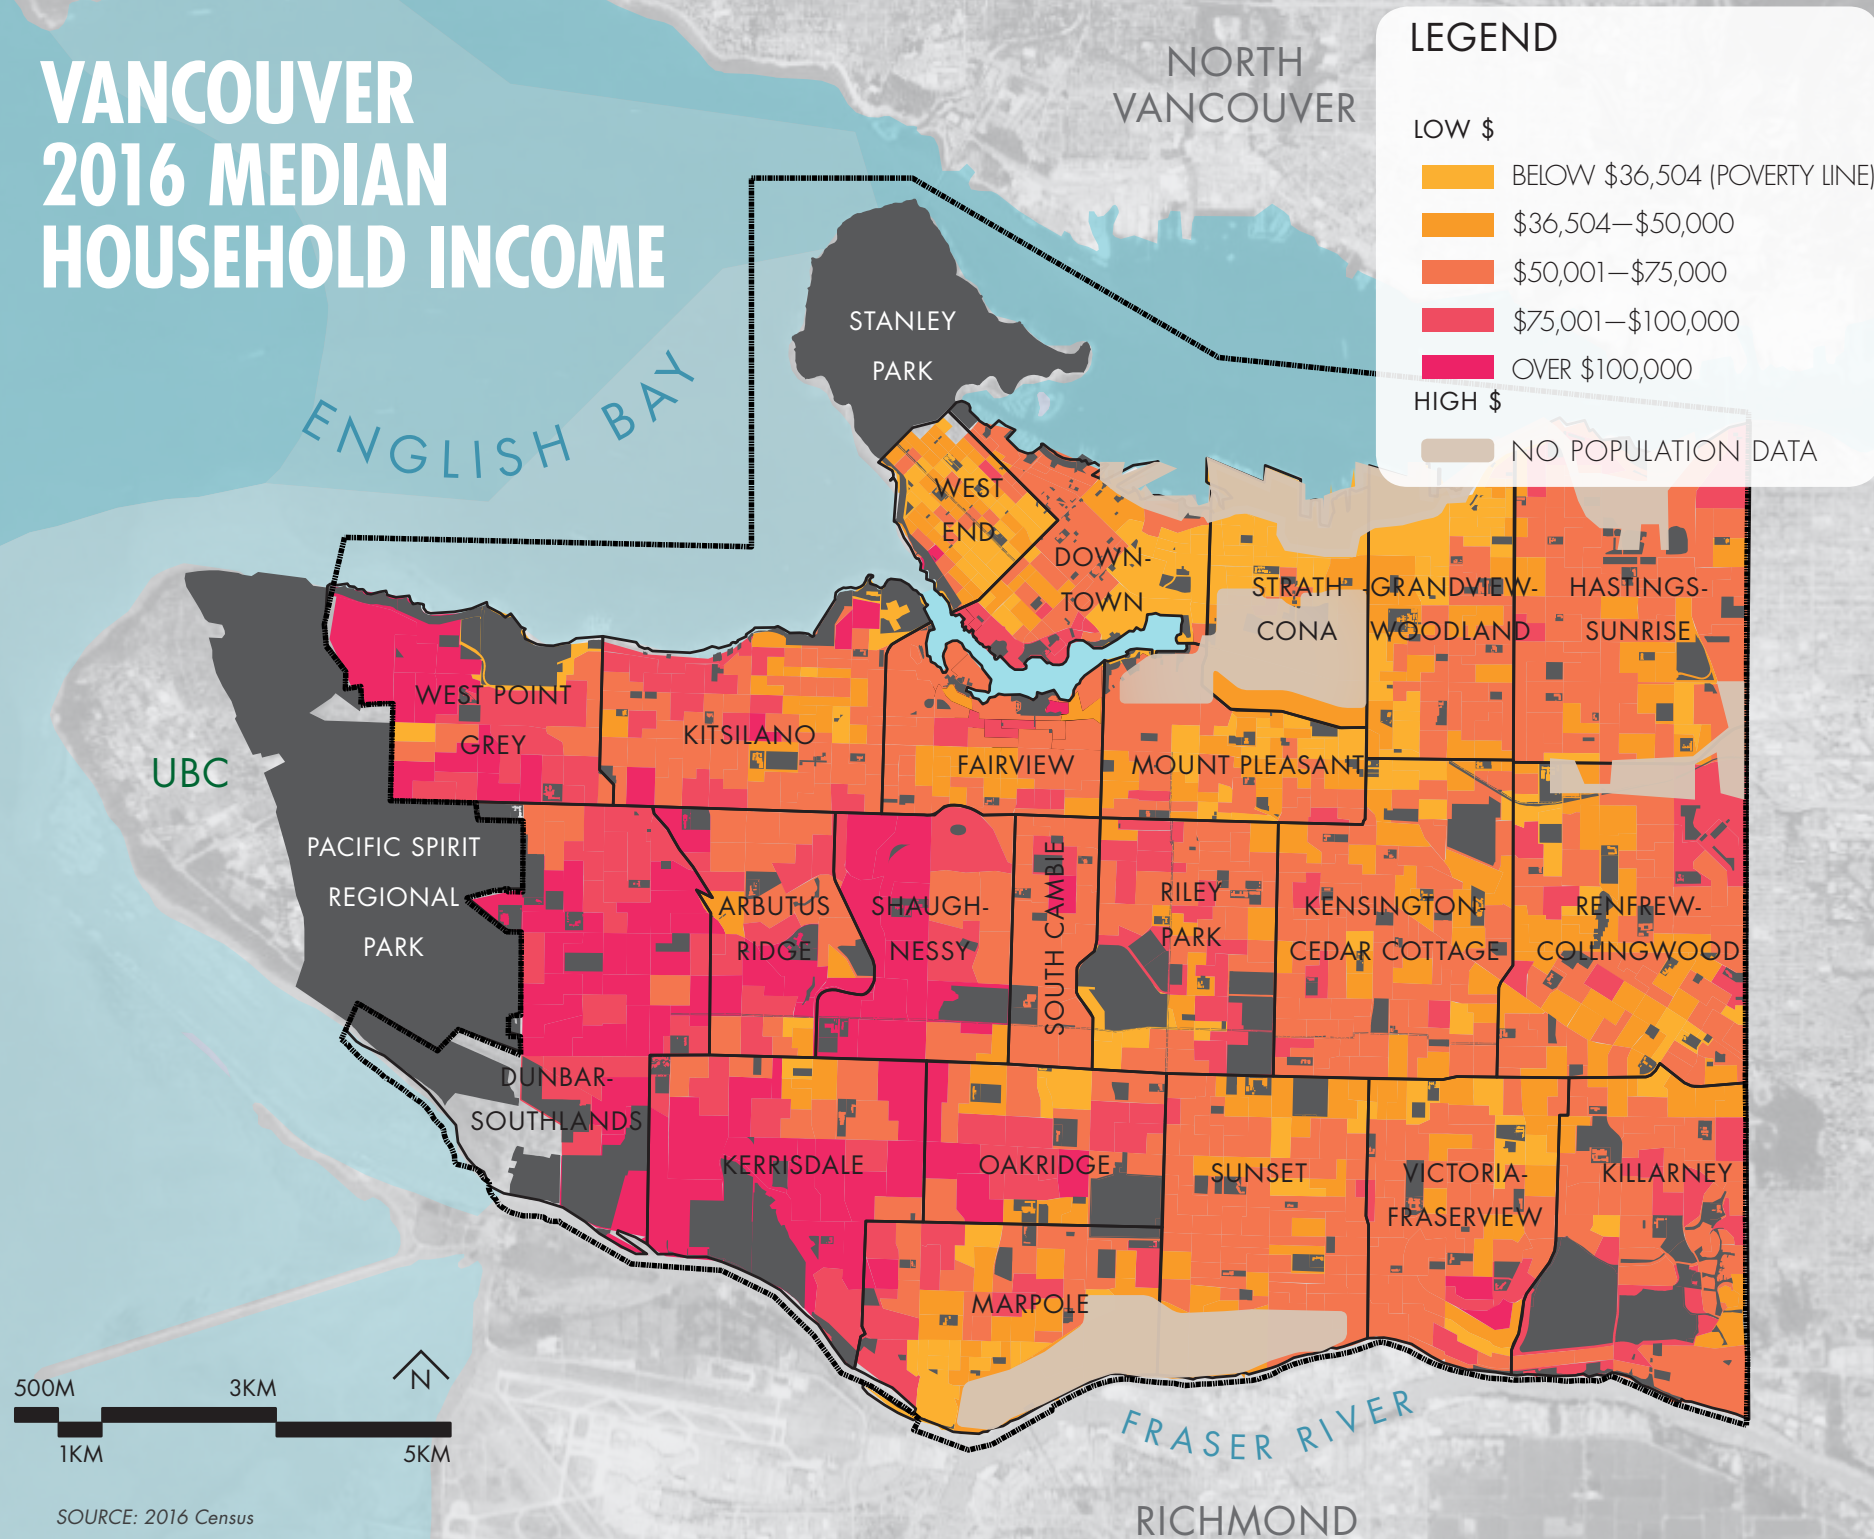 VANCOUVER
2016 MEDIAN
HOUSEHOLD INCOME
NORTH
VANCOUVER
LEGEND
LOW $
BELOW $36,504 (POVERTY LINE)
$36,504—$50,000
$50,001—$75,000
$75,001—$100,000
OVER $100,000
HIGH $
NO POPULATION DATA
STANLEY
PARK
ENGLISH BAY
WEST
END
DOWN-
TOWN
STRATH-
CONA
GRANDVIEW-
WOODLAND
HASTINGS-
SUNRISE
WEST POINT
GREY
KITSILANO
FAIRVIEW
MOUNT PLEASANT
UBC
PACIFIC SPIRIT
REGIONAL
PARK
ARBUTUS
RIDGE
SHAUGH-
NESSY
SOUTH CAMBIE
RILEY
PARK
KENSINGTON-
CEDAR COTTAGE
RENFREW-
COLLINGWOOD
DUNBAR-
SOUTHLANDS
KERRISDALE
OAKRIDGE
SUNSET
VICTORIA-
FRASERVIEW
KILLARNEY
MARPOLE
FRASER RIVER
RICHMOND
N
500M
3KM
1KM
5KM
SOURCE: 2016 Census